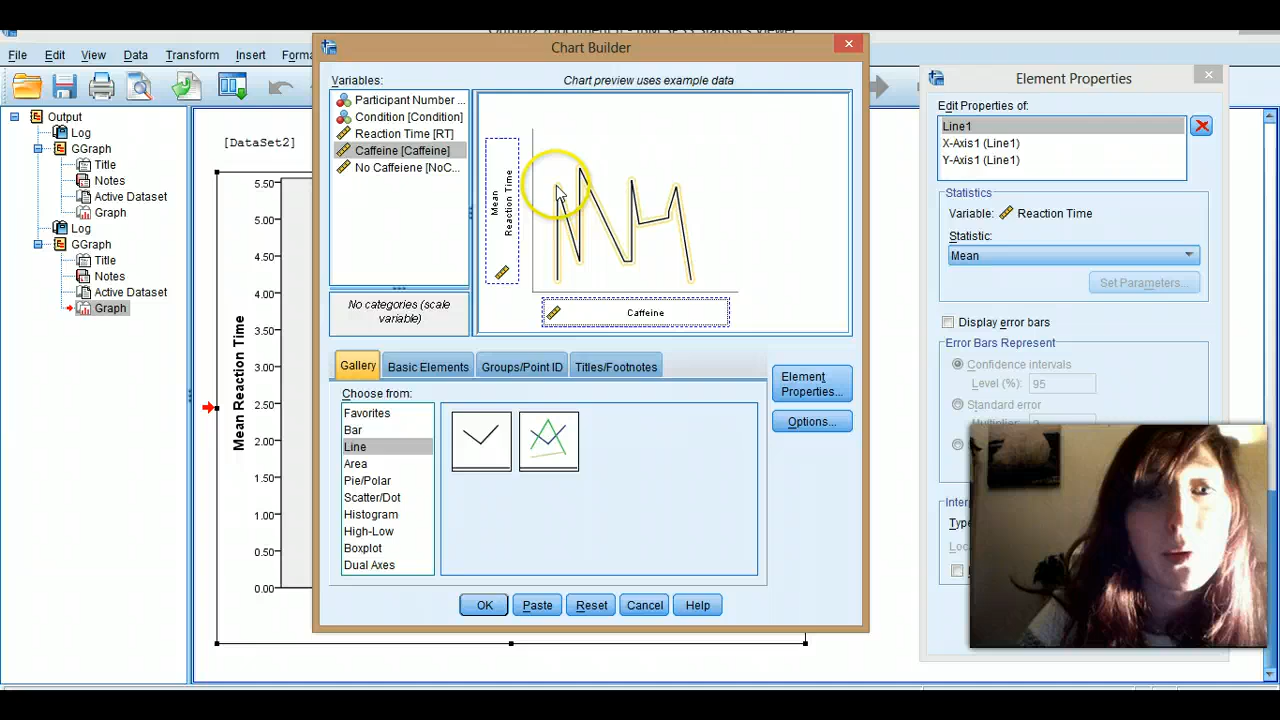 File Edit View Data Transform Insert
Chart Builder
Element Properties
Output
Log
GGraph
Title
Notes
Active Dataset
Graph
Log
GGraph
Title
Notes
Active Dataset
Graph
[DataSet2]
5.50
5.00
4.50
4.00
3.50
3.00
2.50
2.00
1.50
1.00
0.50
0.00
Mean Reaction Time
Variables:
Participant Number ...
Condition [Condition]
Reaction Time [RT]
Caffeine [Caffeine]
No Caffeiene [NoC...
No categories (scale
variable)
Chart preview uses example data
Mean
Reaction Time
Caffeine
Gallery Basic Elements Groups/Point ID Titles/Footnotes
Choose from:
Favorites
Bar
Line
Area
Pie/Polar
Scatter/Dot
Histogram
High-Low
Boxplot
Dual Axes
Element
Properties...
Options...
OK Paste Reset Cancel Help
Edit Properties of:
Line1
X-Axis1 (Line1)
Y-Axis1 (Line1)
Statistics
Variable: Reaction Time
Statistic:
Mean
Set Parameters...
Display error bars
Error Bars Represent
Confidence intervals
Level (%): 95
Standard error